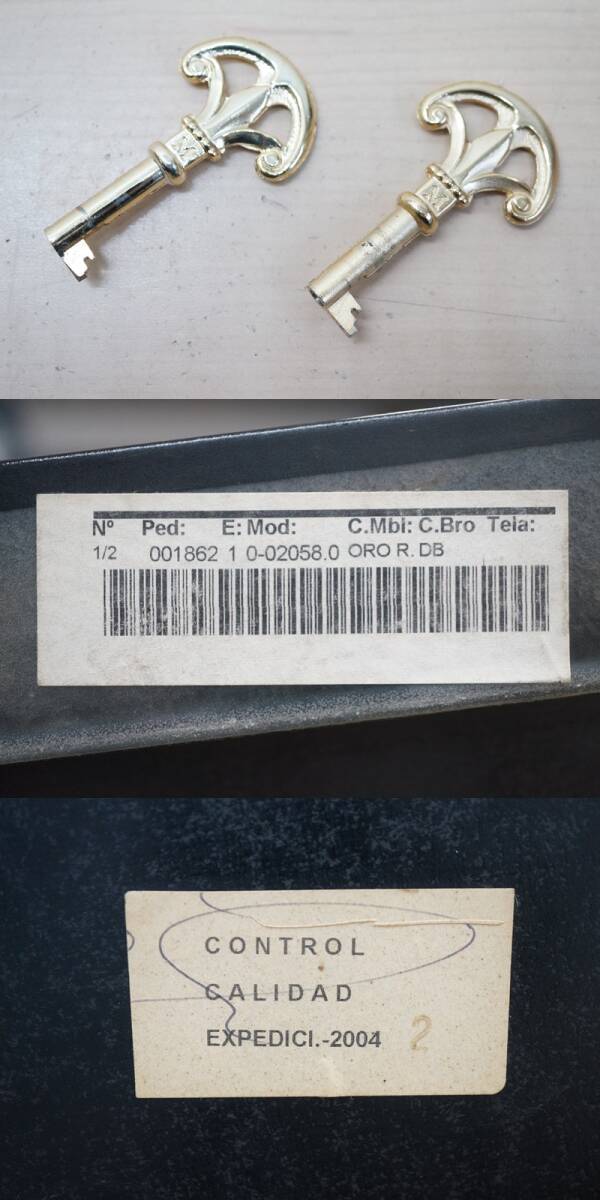 M
M
Nº Ped: E: Mod: C.Mbl: C.Bro Tela:
1/2 001862 1 0-02058.0 ORO R. DB
CONTROL
CALIDAD
EXPEDICI.-2004 2